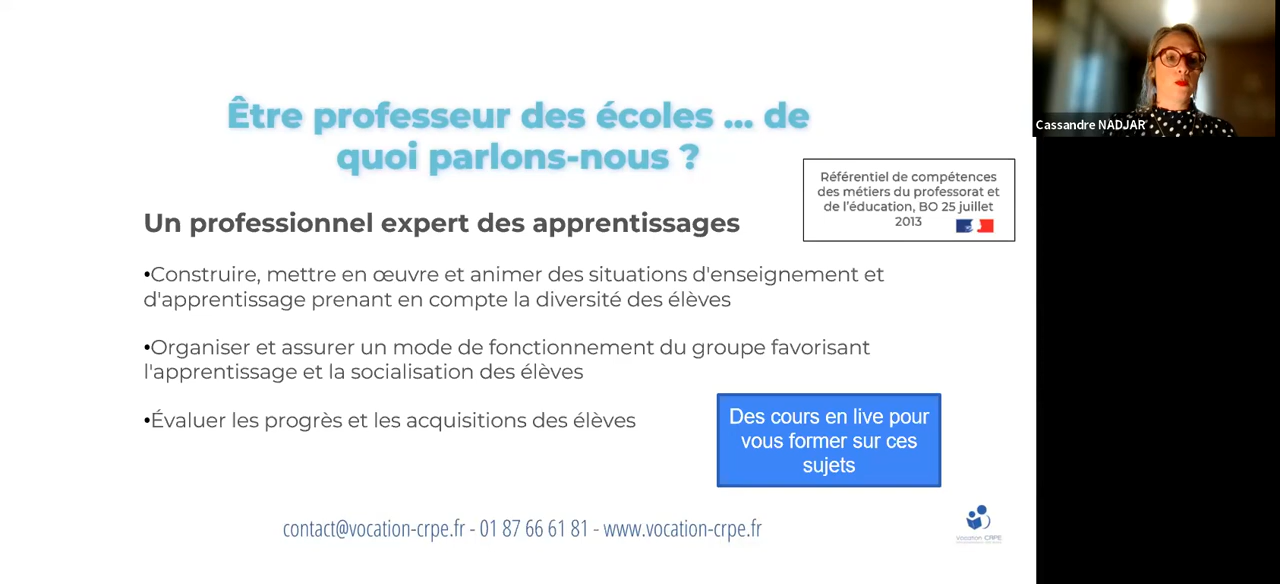 Être professeur des écoles ... de
quoi parlons-nous ?
Cassandre NADJAR
Référentiel de compétences
des métiers du professorat et
de l'éducation, BO 25 juillet
2013
Un professionnel expert des apprentissages
•Construire, mettre en œuvre et animer des situations d'enseignement et
d'apprentissage prenant en compte la diversité des élèves
•Organiser et assurer un mode de fonctionnement du groupe favorisant
l'apprentissage et la socialisation des élèves
•Évaluer les progrès et les acquisitions des élèves
Des cours en live pour
vous former sur ces
sujets
contact@vocation-crpe.fr - 01 87 66 61 81 - www.vocation-crpe.fr
Vocation CRPE